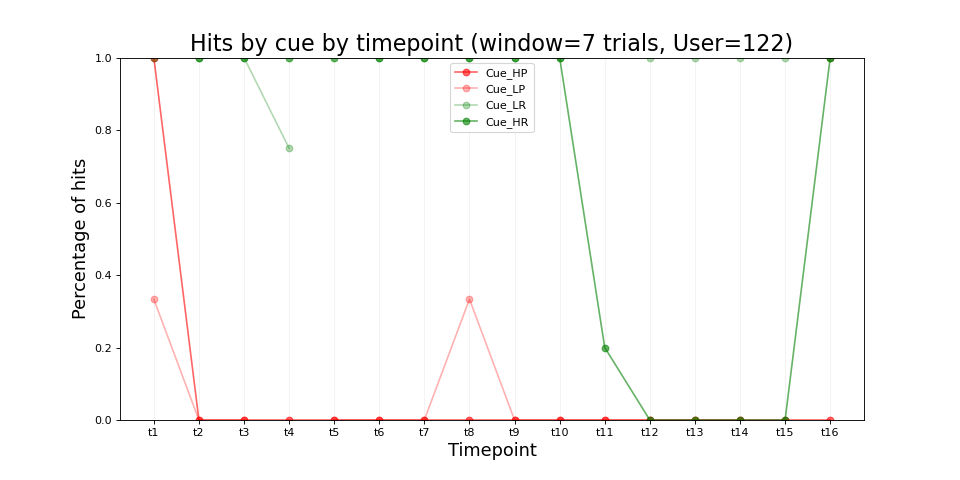 Hits by cue by timepoint (window=7 trials, User=122)
1.0
0.8
0.6
0.4
0.2
0.0
Percentage of hits
Cue_HP
Cue_LP
Cue_LR
Cue_HR
t1 t2 t3 t4 t5 t6 t7 t8 t9 t10 t11 t12 t13 t14 t15 t16
Timepoint